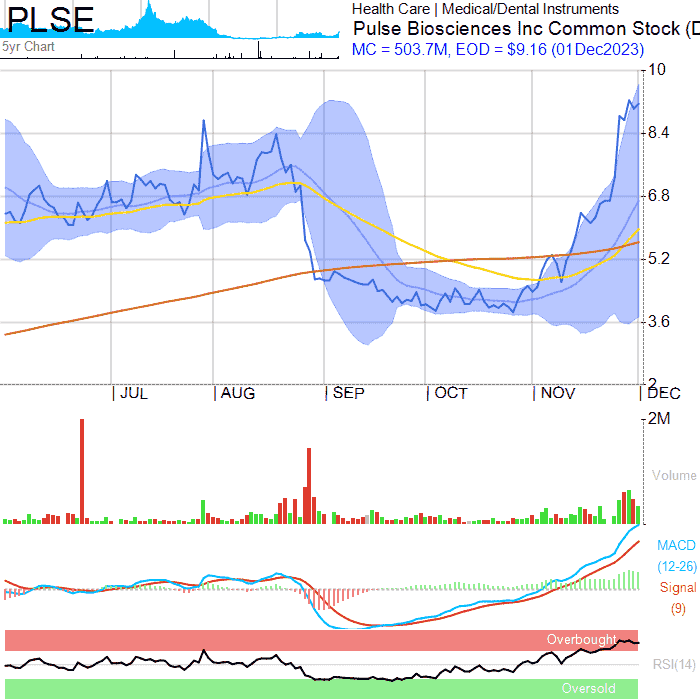 PLSE
5yr Chart
Health Care | Medical/Dental Instruments
Pulse Biosciences Inc Common Stock (D
MC = 503.7M, EOD = $9.16 (01Dec2023)
10
8.4
6.8
5.2
3.6
2
JUL AUG SEP OCT NOV DEC
2M
Volume
MACD
(12-26)
Signal
(9)
Overbought
RSI(14)
Oversold